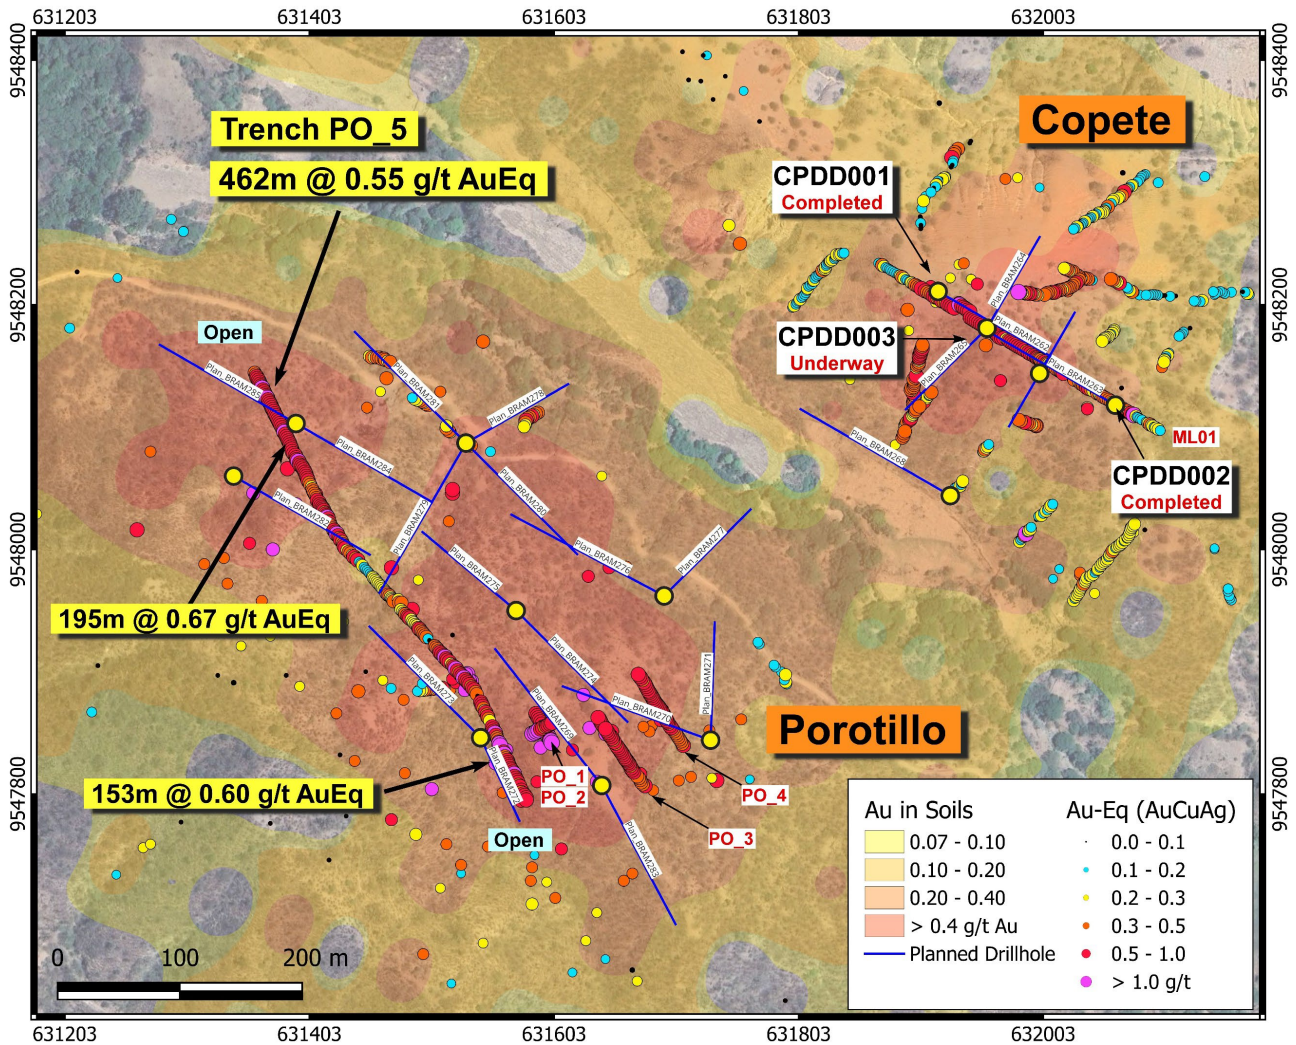 631203
631403
631603
631803
632003
9548400
9548400
Trench PO_5
462m @ 0.55 g/t AuEq
Copete
CPDD001
Completed
9548200
9548200
Open
Plan_BRAM264
Plan_BRAM262
CPDD003
Underway
Plan_BRAM265
Plan_BRAM263
Plan_BRAM285
Plan_BRAM281
Plan_BRAM278
ML01
Plan_BRAM284
Plan_BRAM268
CPDD002
Completed
Plan_BRAM282
Plan_BRAM280
Plan_BRAM279
9548000
9548000
Plan_BRAM276
Plan_BRAM277
Plan_BRAM275
195m @ 0.67 g/t AuEq
Plan_BRAM274
Plan_BRAM273
Plan_BRAM271
Plan_BRAM270
Plan_BRAM269
Porotillo
Plan_BRAM272
PO_1
PO_2
PO_4
153m @ 0.60 g/t AuEq
9547800
9547800
PO_3
Open
Plan_BRAM283
Au in Soils
0.07 - 0.10
0.10 - 0.20
0.20 - 0.40
> 0.4 g/t Au
Planned Drillhole
Au-Eq (AuCuAg)
0.0 - 0.1
0.1 - 0.2
0.2 - 0.3
0.3 - 0.5
0.5 - 1.0
> 1.0 g/t
0
100
200 m
631203
631403
631603
631803
632003